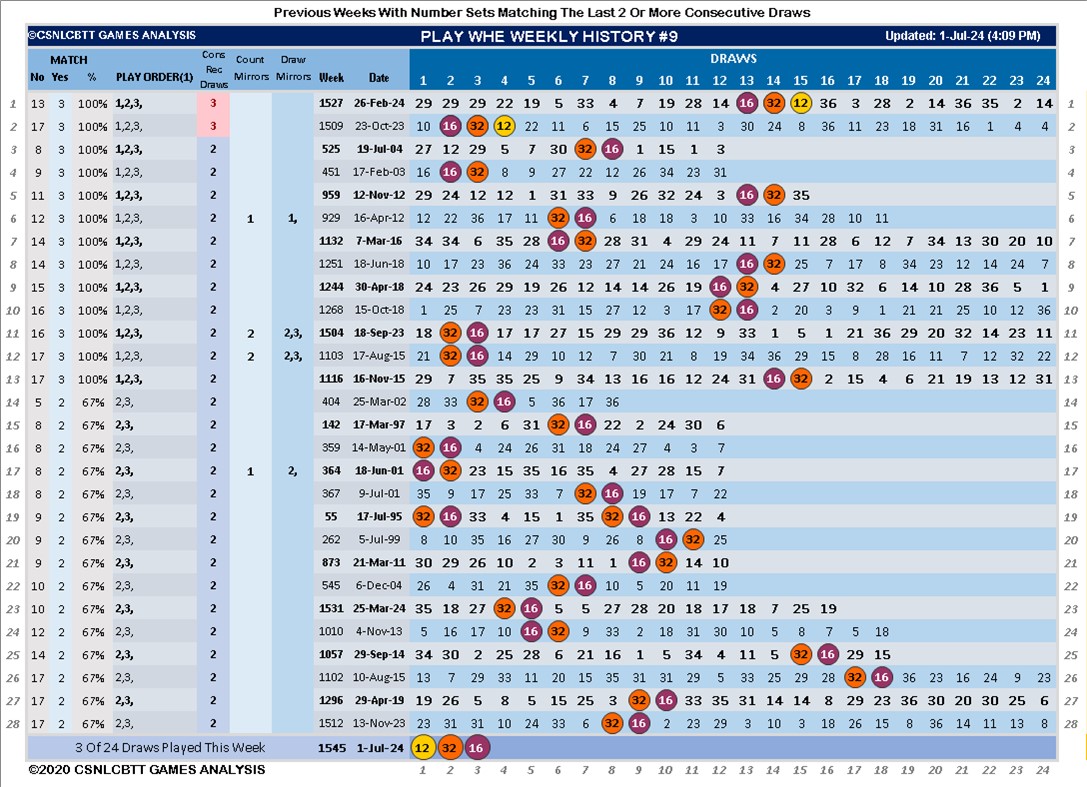 Previous Weeks With Number Sets Matching The Last 2 Or More Consecutive Draws
©CSNLCBTT GAMES ANALYSIS PLAY WHE WEEKLY HISTORY #9 Updated: 1-Jul-24 (4:09 PM)
MATCH Cons Count Draw DRAWS
No Yes % PLAY ORDER(1) Rec Draws Mirrors Mirrors Week Date 1 2 3 4 5 6 7 8 9 10 11 12 13 14 15 16 17 18 19 20 21 22 23 24
1 13 3 100% 1,2,3, 3 1527 26-Feb-24 29 29 29 22 19 5 33 4 7 19 28 14 16 32 12 36 3 28 2 14 36 35 2 14 1
2 17 3 100% 1,2,3, 3 1509 23-Oct-23 10 16 32 12 22 11 6 15 25 10 11 3 30 24 8 36 11 23 18 31 16 1 4 4 2
3 8 3 100% 1,2,3, 2 525 19-Jul-04 27 12 29 5 7 30 32 16 1 15 1 3 3
4 9 3 100% 1,2,3, 2 451 17-Feb-03 16 16 32 8 9 27 22 12 26 34 23 31 4
5 11 3 100% 1,2,3, 2 959 12-Nov-12 29 24 12 12 1 31 33 9 26 32 24 3 16 32 35 5
6 12 3 100% 1,2,3, 2 1 1, 929 16-Apr-12 12 22 36 17 11 32 16 6 18 18 3 10 33 16 34 28 10 11 6
7 14 3 100% 1,2,3, 2 1132 7-Mar-16 34 34 6 35 28 16 32 28 31 4 29 24 11 7 11 28 6 12 7 34 13 30 20 10 7
8 14 3 100% 1,2,3, 2 1251 18-Jun-18 10 17 23 36 24 33 23 27 21 24 16 17 16 32 25 7 17 8 34 23 12 14 24 7 8
9 15 3 100% 1,2,3, 2 1244 30-Apr-18 24 23 26 29 19 26 12 14 14 26 19 16 32 4 27 10 32 6 14 10 28 36 5 1 9
10 16 3 100% 1,2,3, 2 1268 15-Oct-18 1 25 7 23 23 31 15 27 12 3 17 32 16 2 20 3 9 1 21 21 25 10 12 36 10
11 16 3 100% 1,2,3, 2 2 2,3, 1504 18-Sep-23 18 32 16 17 17 27 15 29 29 36 12 9 33 1 5 1 21 36 29 20 32 14 23 11 11
12 17 3 100% 1,2,3, 2 2 2,3, 1103 17-Aug-15 21 32 16 14 29 10 12 7 30 21 8 19 34 36 29 15 8 28 16 11 7 12 32 22 12
13 17 3 100% 1,2,3, 2 1116 16-Nov-15 29 7 35 35 25 9 34 13 16 16 12 24 31 16 32 2 15 4 6 21 19 13 12 31 13
14 5 2 67% 2,3, 2 404 25-Mar-02 28 33 32 16 5 36 17 36 14
15 8 2 67% 2,3, 2 142 17-Mar-97 17 3 2 6 31 32 16 22 2 24 30 6 15
16 8 2 67% 2,3, 2 359 14-May-01 32 16 4 24 26 31 18 24 27 4 3 7 16
17 8 2 67% 2,3, 2 1 2, 364 18-Jun-01 16 32 23 15 35 16 35 4 27 28 15 7 17
18 8 2 67% 2,3, 2 367 9-Jul-01 35 9 17 25 33 7 32 16 19 17 7 22 18
19 9 2 67% 2,3, 2 55 17-Jul-95 32 16 33 4 15 1 35 32 16 13 22 4 19
20 9 2 67% 2,3, 2 262 5-Jul-99 8 10 35 16 27 30 9 26 8 16 32 25 20
21 9 2 67% 2,3, 2 873 21-Mar-11 30 29 26 10 2 3 11 1 16 32 14 10 21
22 10 2 67% 2,3, 2 545 6-Dec-04 26 4 31 21 35 32 16 10 5 20 11 19 22
23 10 2 67% 2,3, 2 1531 25-Mar-24 35 18 27 32 16 5 5 27 28 20 18 17 18 7 25 19 23
24 12 2 67% 2,3, 2 1010 4-Nov-13 5 16 17 10 16 32 9 33 2 18 31 30 10 5 8 7 5 18 24
25 14 2 67% 2,3, 2 1057 29-Sep-14 34 30 2 25 28 6 21 16 1 5 34 4 11 5 32 16 29 15 25
26 17 2 67% 2,3, 2 1102 10-Aug-15 13 7 29 33 11 20 15 35 31 31 29 5 33 25 29 28 32 16 36 23 16 24 9 23 26
27 17 2 67% 2,3, 2 1296 29-Apr-19 19 26 5 8 5 15 25 3 32 16 33 35 31 14 14 8 29 23 36 30 20 30 25 6 27
28 17 2 67% 2,3, 2 1512 13-Nov-23 23 31 31 10 24 33 6 32 16 2 29 3 10 3 18 26 15 8 36 14 11 13 8 28
3 Of 24 Draws Played This Week 1545 1-Jul-24 12 32 16
©2020 CSNLCBTT GAMES ANALYSIS 1 2 3 4 5 6 7 8 9 10 11 12 13 14 15 16 17 18 19 20 21 22 23 24